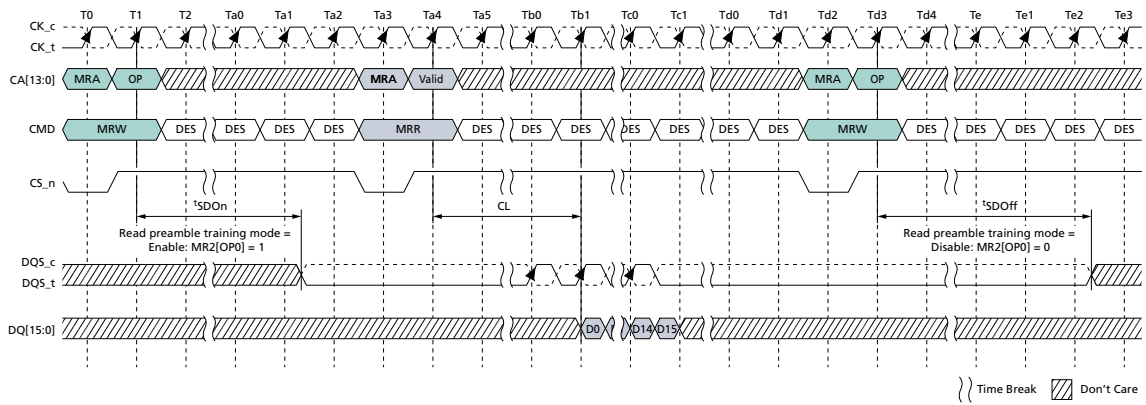 T0 T1 T2 Ta0 Ta1 Ta2 Ta3 Ta4 Ta5 Tb0 Tb1 Tc0 Tc1 Td0 Td1 Td2 Td3 Td4 Te Te1 Te2 Te3
CK_c
CK_t
CA[13:0] MRA OP MRA Valid MRA OP
CMD MRW DES DES DES DES MRR DES DES DES DES DES DES DES MRW DES DES DES DES DES
CS_n
tSDOn CL tSDOff
Read preamble training mode = Read preamble training mode =
Enable: MR2[OP0] = 1 Disable: MR2[OP0] = 0
DQS_c
DQS_t
DQ[15:0] D0 D14 D15
Time Break Don't Care